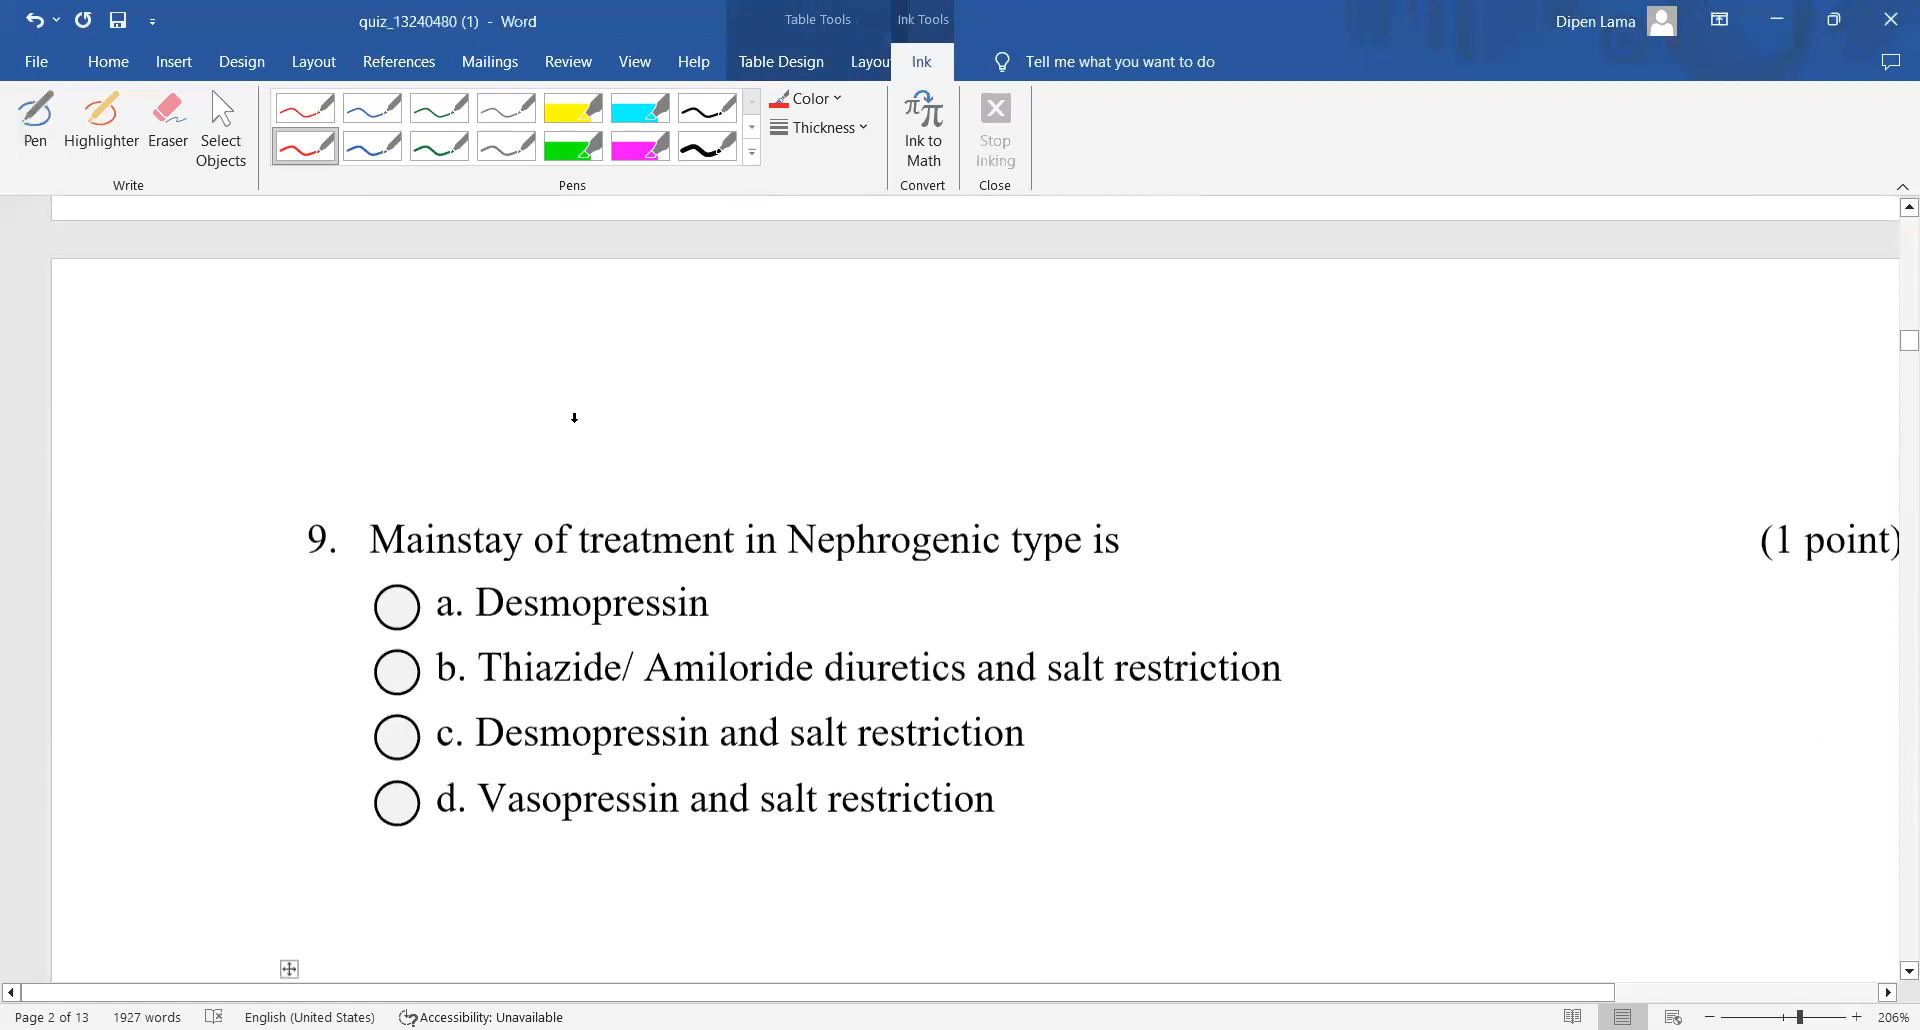 quiz_13240480 (1) - Word
Table Tools
Ink Tools
Dipen Lama
File Home Insert Design Layout References Mailings Review View Help Table Design Layou Ink Tell me what you want to do
Pen
Highlighter
Eraser
Select Objects
Write
Pens
Color
Thickness
Ink to Math
Convert
Stop Inking
Close
9. Mainstay of treatment in Nephrogenic type is (1 point)
a. Desmopressin
b. Thiazide/ Amiloride diuretics and salt restriction
c. Desmopressin and salt restriction
d. Vasopressin and salt restriction
Page 2 of 13 1927 words English (United States) Accessibility: Unavailable 206%